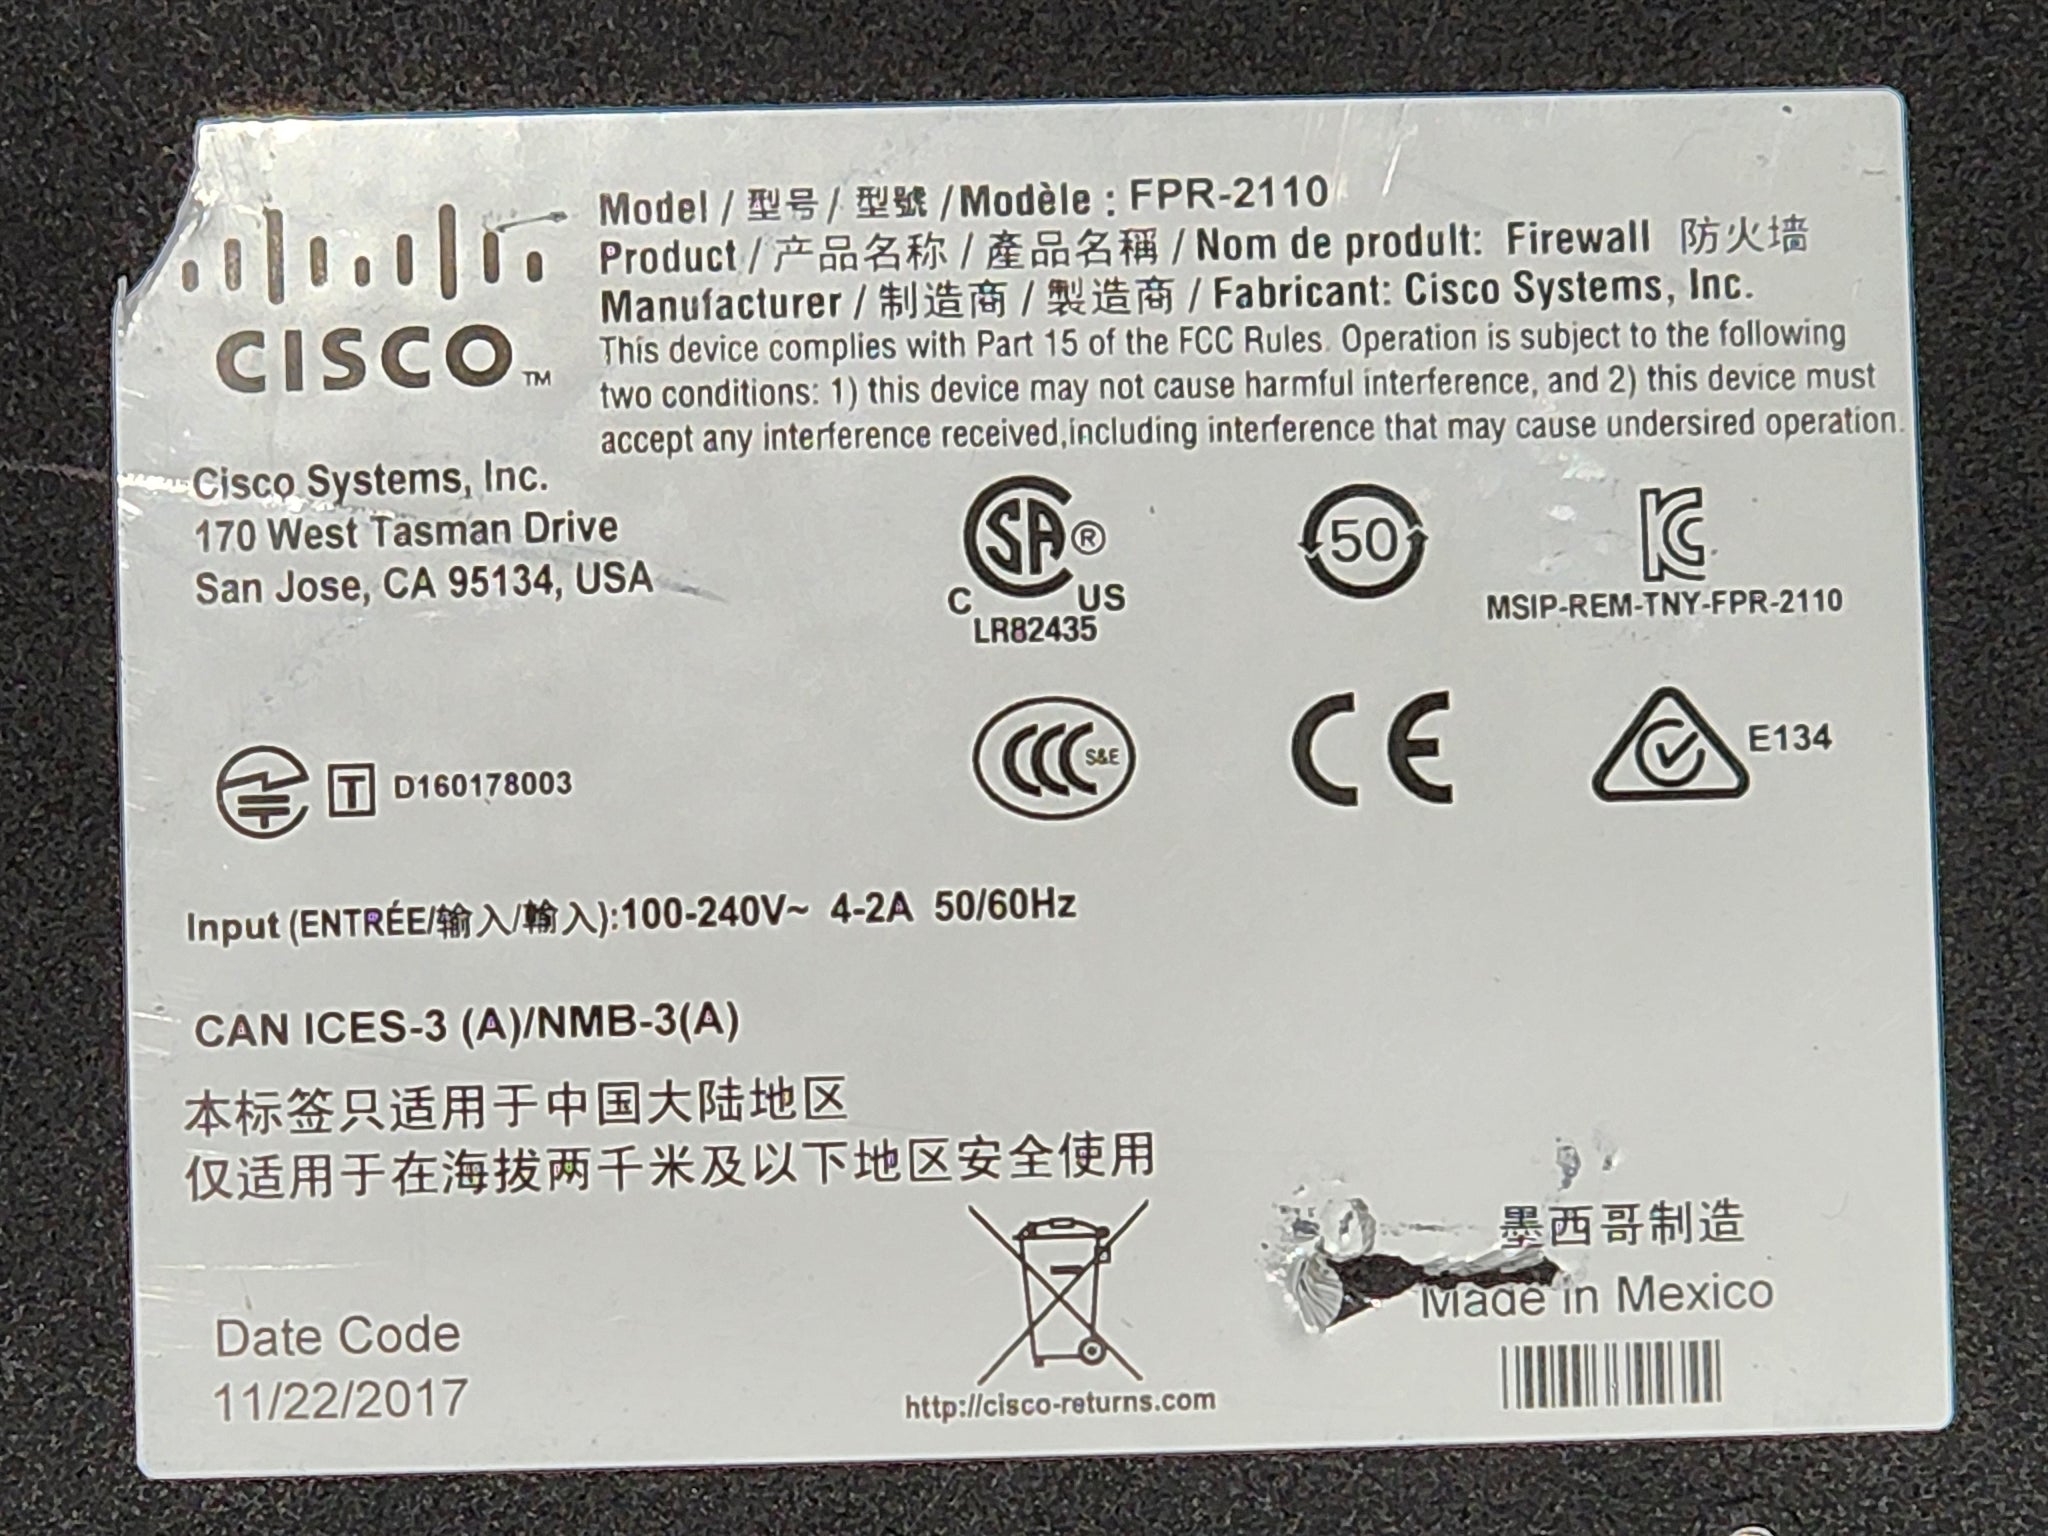 Model / 型号 / 型號 / Modèle : FPR-2110
Product / 产品名称 / 產品名稱 / Nom de prodult: Firewall 防火墙
Manufacturer / 制造商 / 製造商 / Fabricant: Cisco Systems, Inc.
This device complies with Part 15 of the FCC Rules. Operation is subject to the following
two conditions: 1) this device may not cause harmful interference, and 2) this device must
accept any interference received,including interference that may cause undersired operation.
CISCO™
Cisco Systems, Inc.
170 West Tasman Drive
San Jose, CA 95134, USA
SA®
C US
LR82435
50
KC
MSIP-REM-TNY-FPR-2110
T D160178003
CCC S&E
CE
E134
Input (ENTRÉE/输入/輸入):100-240V~ 4-2A 50/60Hz
CAN ICES-3 (A)/NMB-3(A)
本标签只适用于中国大陆地区
仅适用于在海拔两千米及以下地区安全使用
Date Code
11/22/2017
http://cisco-returns.com
墨西哥制造
Made in Mexico